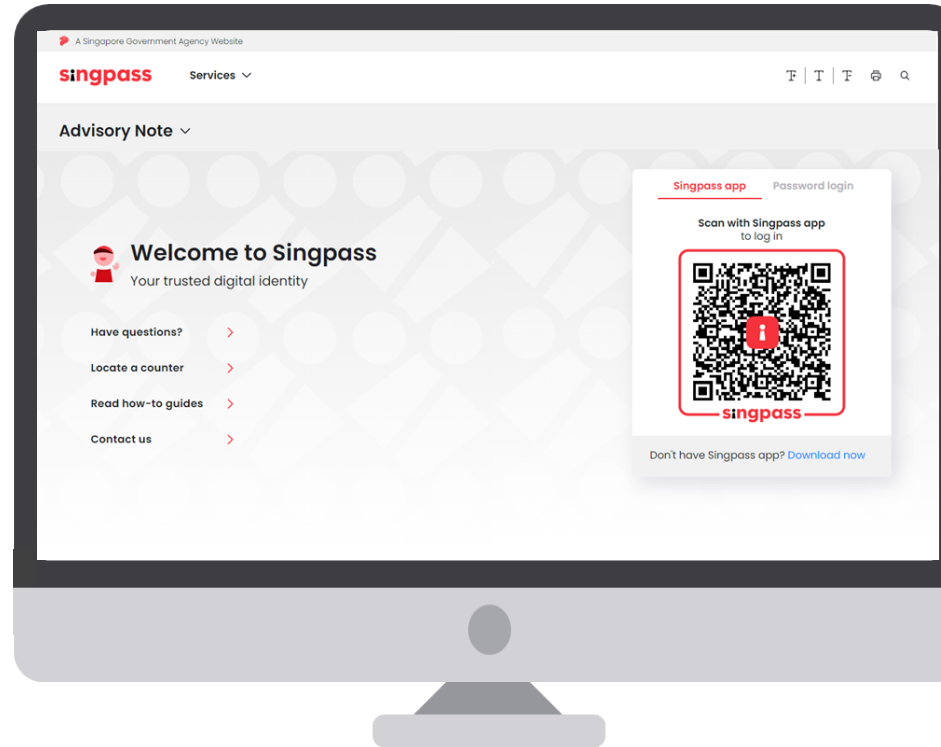 A Singapore Government Agency Website
singpass
Services
Advisory Note
Welcome to Singpass
Your trusted digital identity
Have questions?
Locate a counter
Read how-to guides
Contact us
Singpass app Password login
Scan with Singpass app
to log in
singpass
Don't have Singpass app? Download now